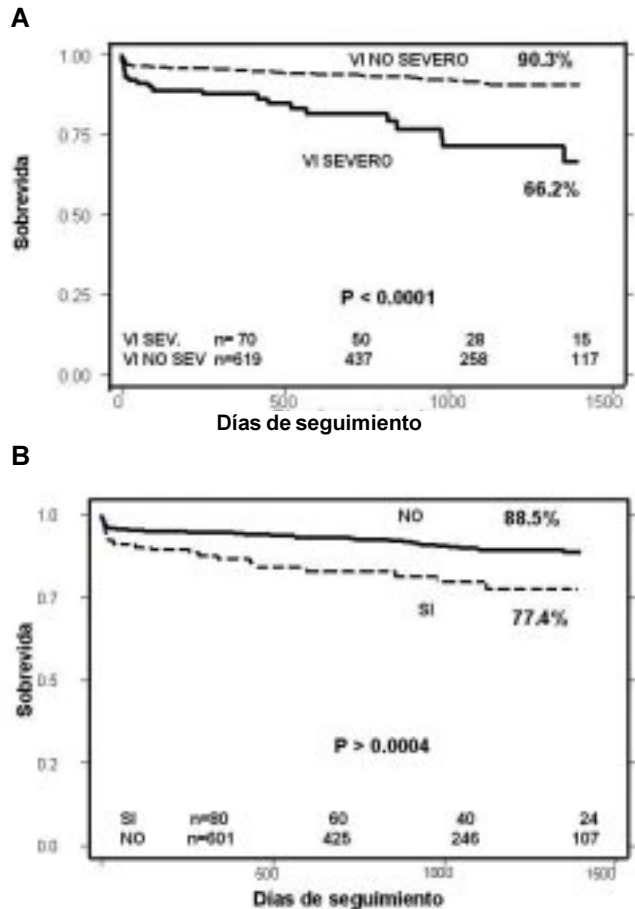 A
1.00
VI NO SEVERO 90.3%
0.75
VI SEVERO
66.2%
0.50
Sobrevida
P < 0.0001
0.25
VI SEV. n= 70 50 28 15
VI NO SEV n=619 437 258 117
0.00
0 500 1000 1500
Días de seguimiento
B
1.0
NO 88.5%
0.7
SI 77.4%
0.5
Sobrevida
P > 0.0004
0.2
SI n=80 60 40 24
NO n=601 425 246 107
0.0
500 1000 1500
Días de seguimiento